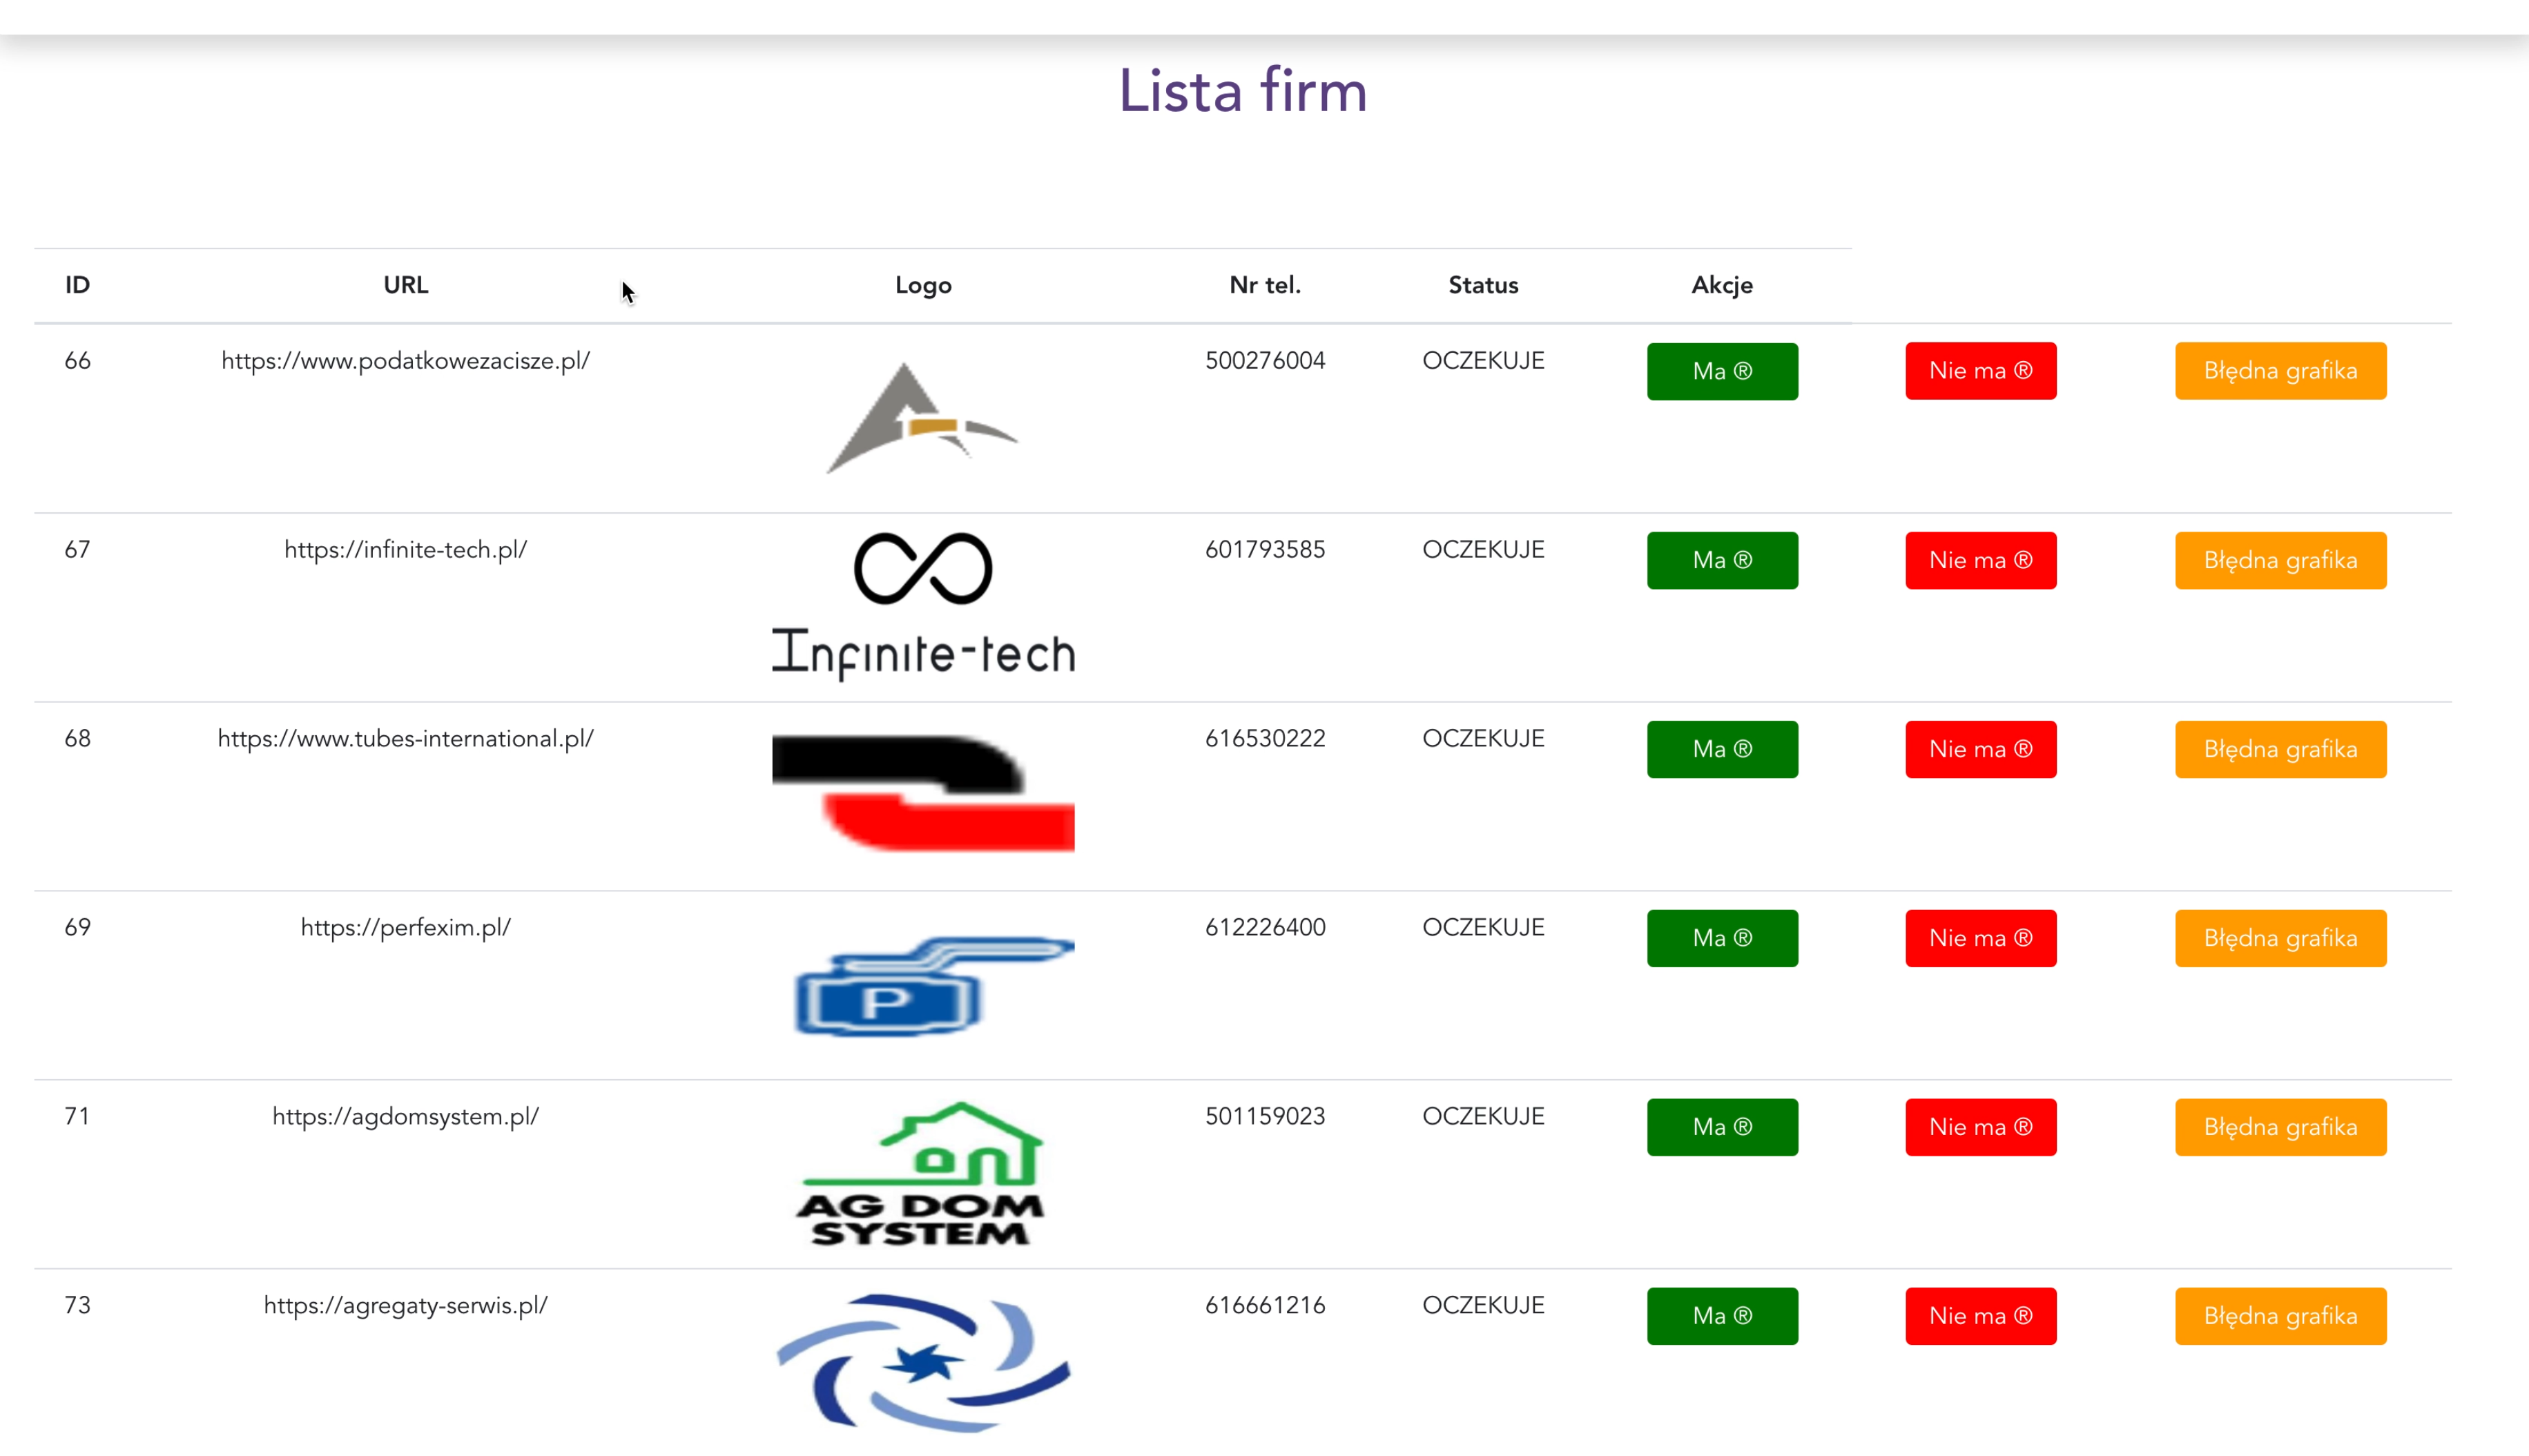 Lista firm
ID URL Logo Nr tel. Status Akcje
66 https://www.podatkowezacisze.pl/ 500276004 OCZEKUJE Ma ® Nie ma ® Błędna grafika
67 https://infinite-tech.pl/ 601793585 OCZEKUJE Ma ® Nie ma ® Błędna grafika
Infinite-tech
68 https://www.tubes-international.pl/ 616530222 OCZEKUJE Ma ® Nie ma ® Błędna grafika
69 https://perfexim.pl/ 612226400 OCZEKUJE Ma ® Nie ma ® Błędna grafika
P
71 https://agdomsystem.pl/ 501159023 OCZEKUJE Ma ® Nie ma ® Błędna grafika
AG DOM
SYSTEM
73 https://agregaty-serwis.pl/ 616661216 OCZEKUJE Ma ® Nie ma ® Błędna grafika